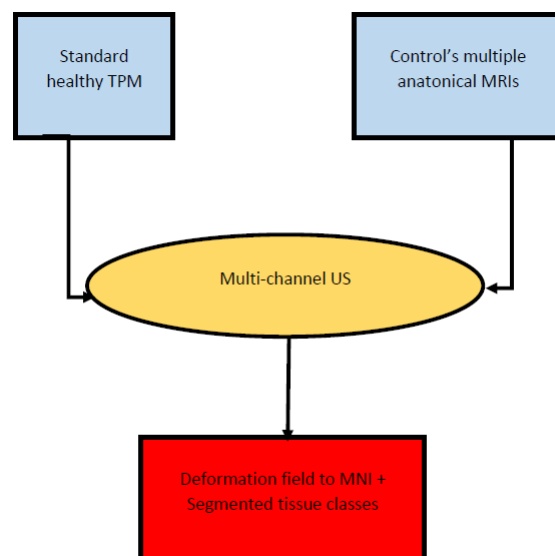 Standard
healthy TPM
Control's multiple
anatonical MRIs
Multi-channel US
Deformation field to MNI +
Segmented tissue classes